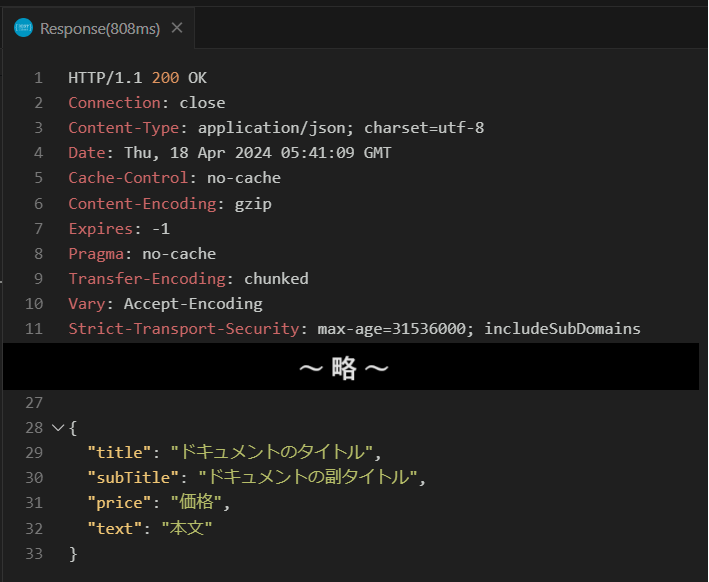 Response(808ms)
1 HTTP/1.1 200 OK
2 Connection: close
3 Content-Type: application/json; charset=utf-8
4 Date: Thu, 18 Apr 2024 05:41:09 GMT
5 Cache-Control: no-cache
6 Content-Encoding: gzip
7 Expires: -1
8 Pragma: no-cache
9 Transfer-Encoding: chunked
10 Vary: Accept-Encoding
11 Strict-Transport-Security: max-age=31536000; includeSubDomains
～ 略 ～
27
28 {
29 "title": "ドキュメントのタイトル",
30 "subTitle": "ドキュメントの副タイトル",
31 "price": "価格",
32 "text": "本文"
33 }